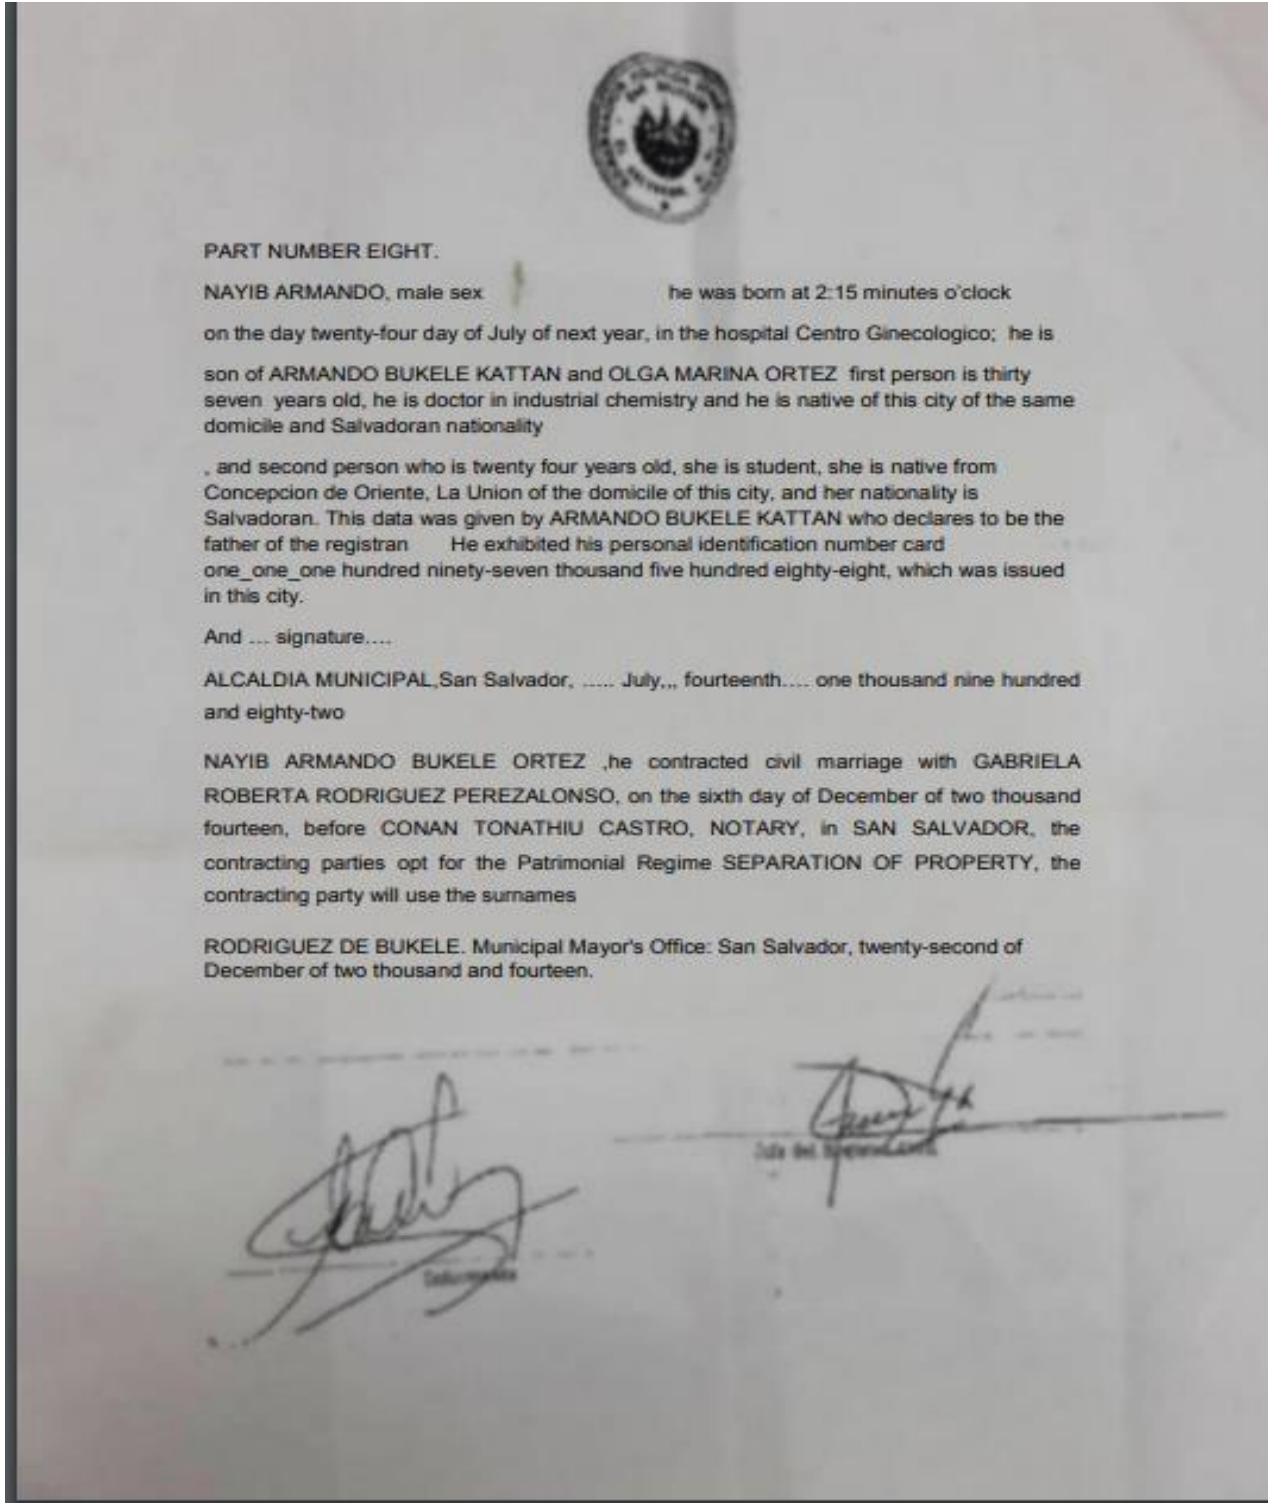 EL SALVADOR
PART NUMBER EIGHT.
NAYIB ARMANDO, male sex he was born at 2:15 minutes o'clock
on the day twenty-four day of July of next year, in the hospital Centro Ginecologico; he is
son of ARMANDO BUKELE KATTAN and OLGA MARINA ORTEZ first person is thirty
seven years old, he is doctor in industrial chemistry and he is native of this city of the same
domicile and Salvadoran nationality
, and second person who is twenty four years old, she is student, she is native from
Concepcion de Oriente, La Union of the domicile of this city, and her nationality is
Salvadoran. This data was given by ARMANDO BUKELE KATTAN who declares to be the
father of the registran He exhibited his personal identification number card
one_one_one hundred ninety-seven thousand five hundred eighty-eight, which was issued
in this city.
And ... signature....
ALCALDIA MUNICIPAL,San Salvador, ..... July,,, fourteenth.... one thousand nine hundred
and eighty-two
NAYIB ARMANDO BUKELE ORTEZ ,he contracted civil marriage with GABRIELA
ROBERTA RODRIGUEZ PEREZALONSO, on the sixth day of December of two thousand
fourteen, before CONAN TONATHIU CASTRO, NOTARY, in SAN SALVADOR, the
contracting parties opt for the Patrimonial Regime SEPARATION OF PROPERTY, the
contracting party will use the surnames
RODRIGUEZ DE BUKELE. Municipal Mayor's Office: San Salvador, twenty-second of
December of two thousand and fourteen.